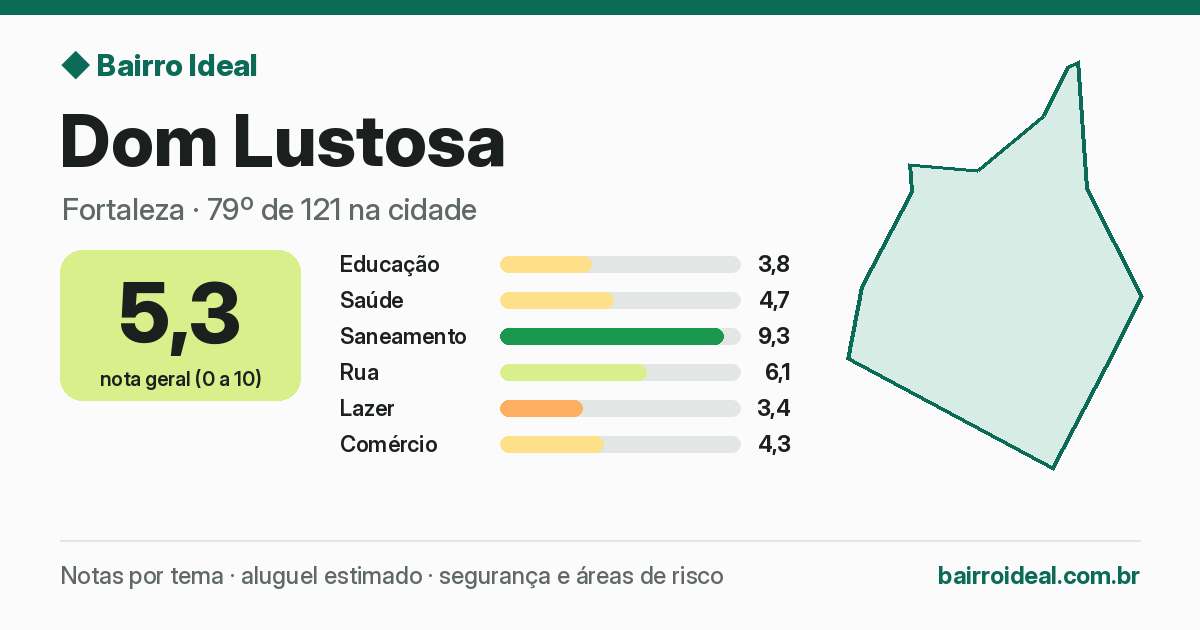 Bairro Ideal
Dom Lustosa
Fortaleza · 79º de 121 na cidade
5,3
nota geral (0 a 10)
Educação 3,8
Saúde 4,7
Saneamento 9,3
Rua 6,1
Lazer 3,4
Comércio 4,3
Notas por tema · aluguel estimado · segurança e áreas de risco
bairroideal.com.br